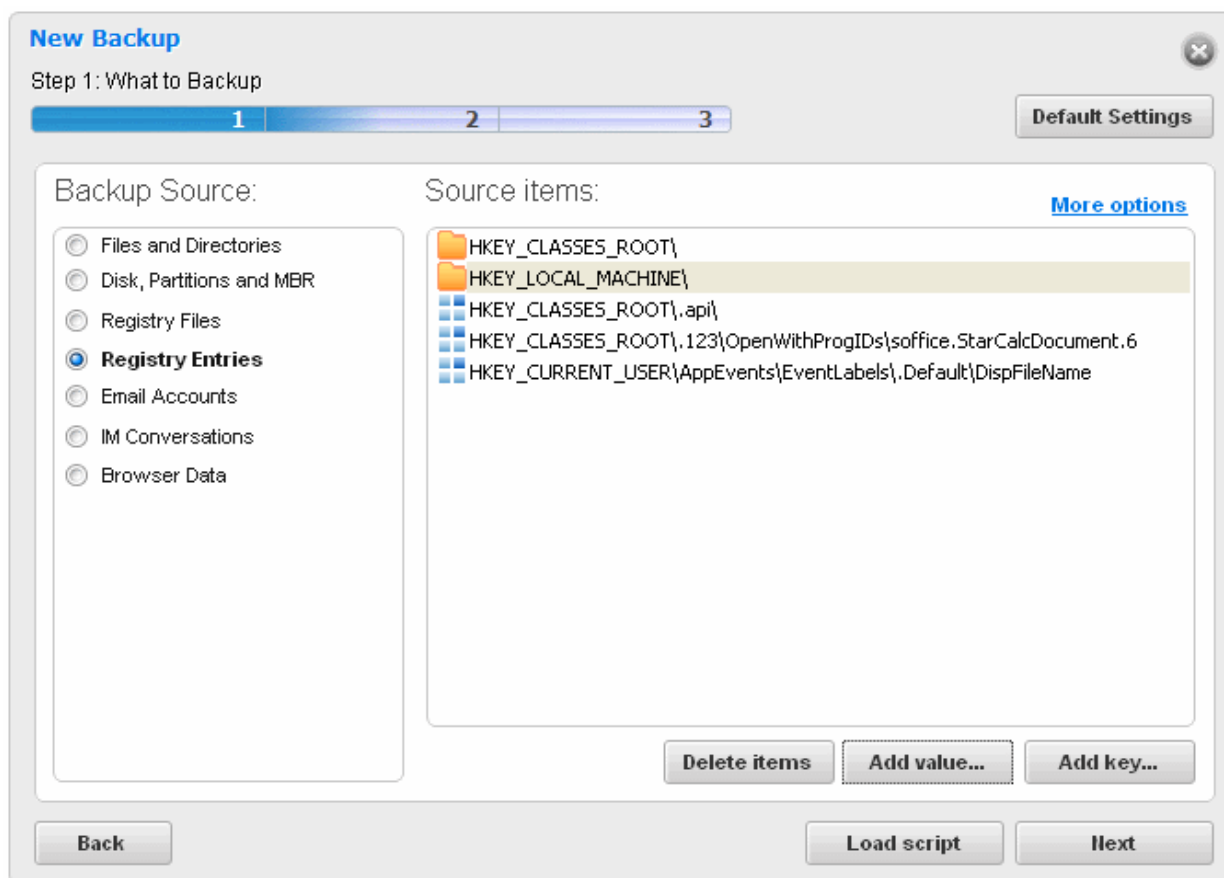 New Backup
Step 1: What to Backup
1 2 3
Default Settings
Backup Source:
Files and Directories
Disk, Partitions and MBR
Registry Files
Registry Entries
Email Accounts
IM Conversations
Browser Data
Source items:
More options
HKEY_CLASSES_ROOT\
HKEY_LOCAL_MACHINE\
HKEY_CLASSES_ROOT\.api\
HKEY_CLASSES_ROOT\.123\OpenWithProgIDs\soffice.StarCalcDocument.6
HKEY_CURRENT_USER\AppEvents\EventLabels\.Default\DispFileName
Delete items
Add value...
Add key...
Back
Load script
Next